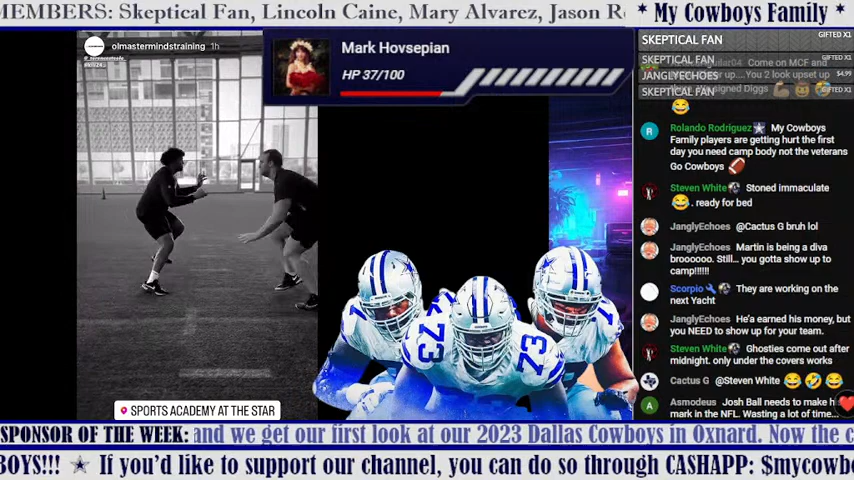 MEMBERS: Skeptical Fan, Lincoln Caine, Mary Alvarez, Jason R
* My Cowboys Family *
olmastermindstraining 1h
Mark Hovsepian
HP 37/100
SPORTS ACADEMY AT THE STAR
73
73
SKEPTICAL FAN GIFTED X1
SKEPTICAL FAN GIFTED X1
Come on MCF and
JANGLYECHOES $4.99
up....You 2 look upset
SKEPTICAL FAN GIFTED X1
signed Diggs
Rolando Rodriguez My Cowboys
Family players are getting hurt the first
day you need camp body not the veterans
Go Cowboys
Steven White Stoned immaculate
. ready for bed
JanglyEchoes @Cactus G bruh lol
JanglyEchoes Martin is being a diva
brooooo. Still... you gotta show up to
camp!!!!!!
Scorpio They are working on the
next Yacht
JanglyEchoes He'a earned his money, but
you NEED to show up for your team.
Steven White Ghosties come out after
midnight. only under the covers works
Cactus G @Steven White
Asmodeus Josh Ball needs to make h
mark in the NFL. Wasting a lot of time...
SPONSOR OF THE WEEK: and we get our first look at our 2023 Dallas Cowboys in Oxnard. Now the c
BOYS!!! If you'd like to support our channel, you can do so through CASHAPP: $mycowbo